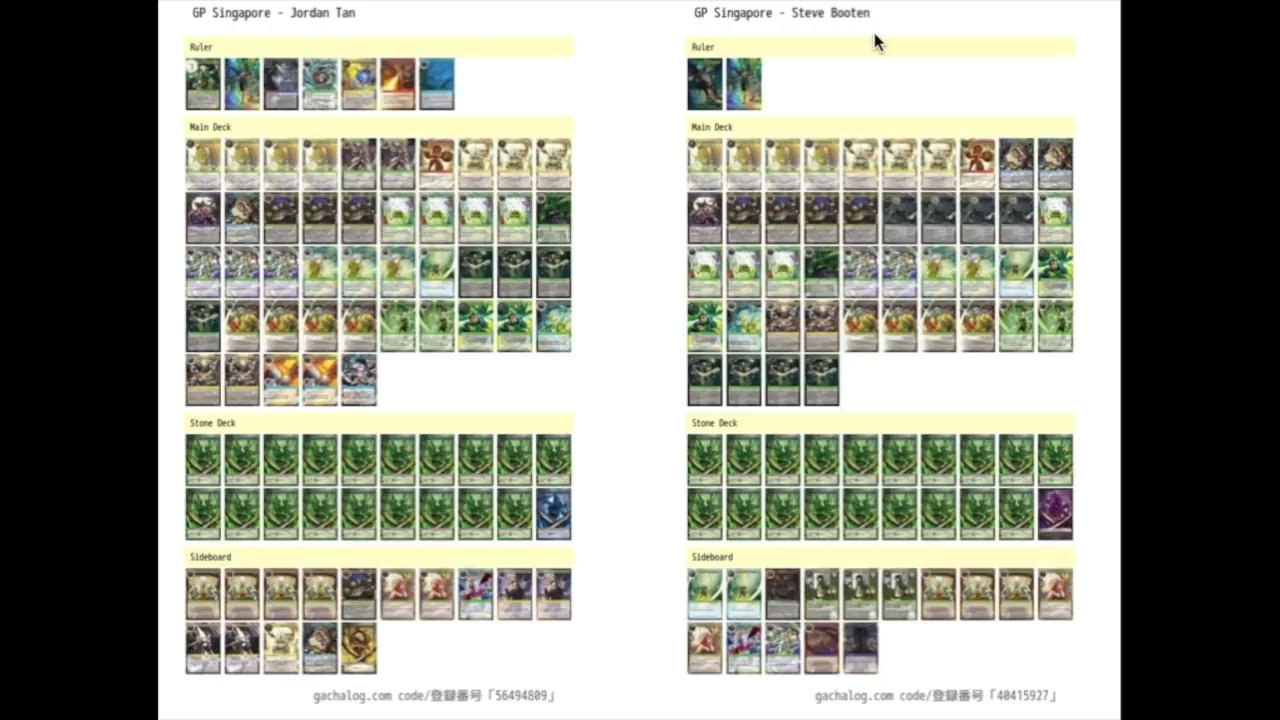 GP Singapore - Jordan Tan
Ruler
Main Deck
Stone Deck
Sideboard
gachalog.com code/登録番号「56494809」
GP Singapore - Steve Booten
Ruler
Main Deck
Stone Deck
Sideboard
gachalog.com code/登録番号「40415927」